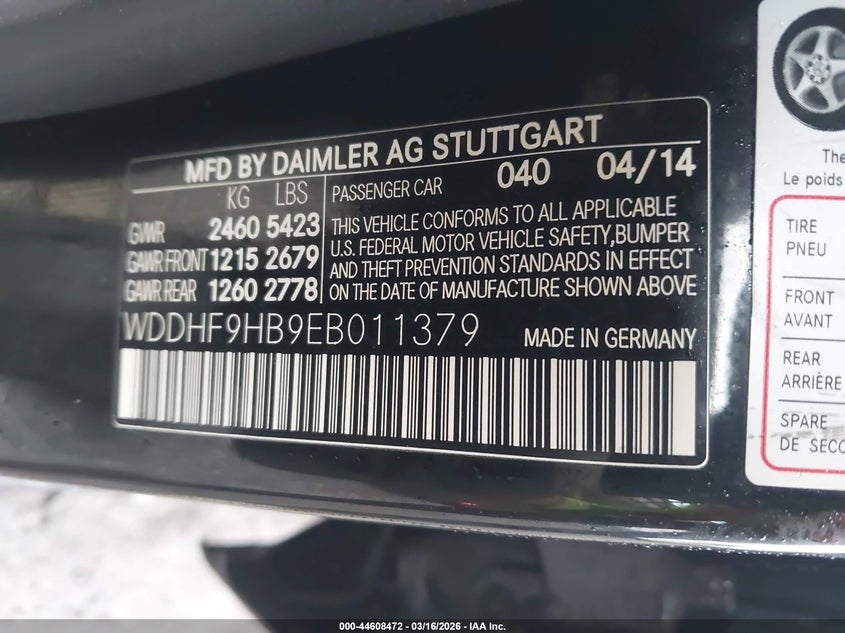 MFD BY DAIMLER AG STUTTGART
KG LBS
PASSENGER CAR 040 04/14
GWR 2460 5423
GAWR FRONT 1215 2679
GAWR REAR 1260 2778
THIS VEHICLE CONFORMS TO ALL APPLICABLE
U.S. FEDERAL MOTOR VEHICLE SAFETY,BUMPER
AND THEFT PREVENTION STANDARDS IN EFFECT
ON THE DATE OF MANUFACTURE SHOWN ABOVE
WDDHF9HB9EB011379 MADE IN GERMANY
The
Le poids
TIRE
PNEU
FRONT
AVANT
REAR
ARRIÈRE
SPARE
DE SECO
000-44608472 — 03/16/2026 — IAA Inc.